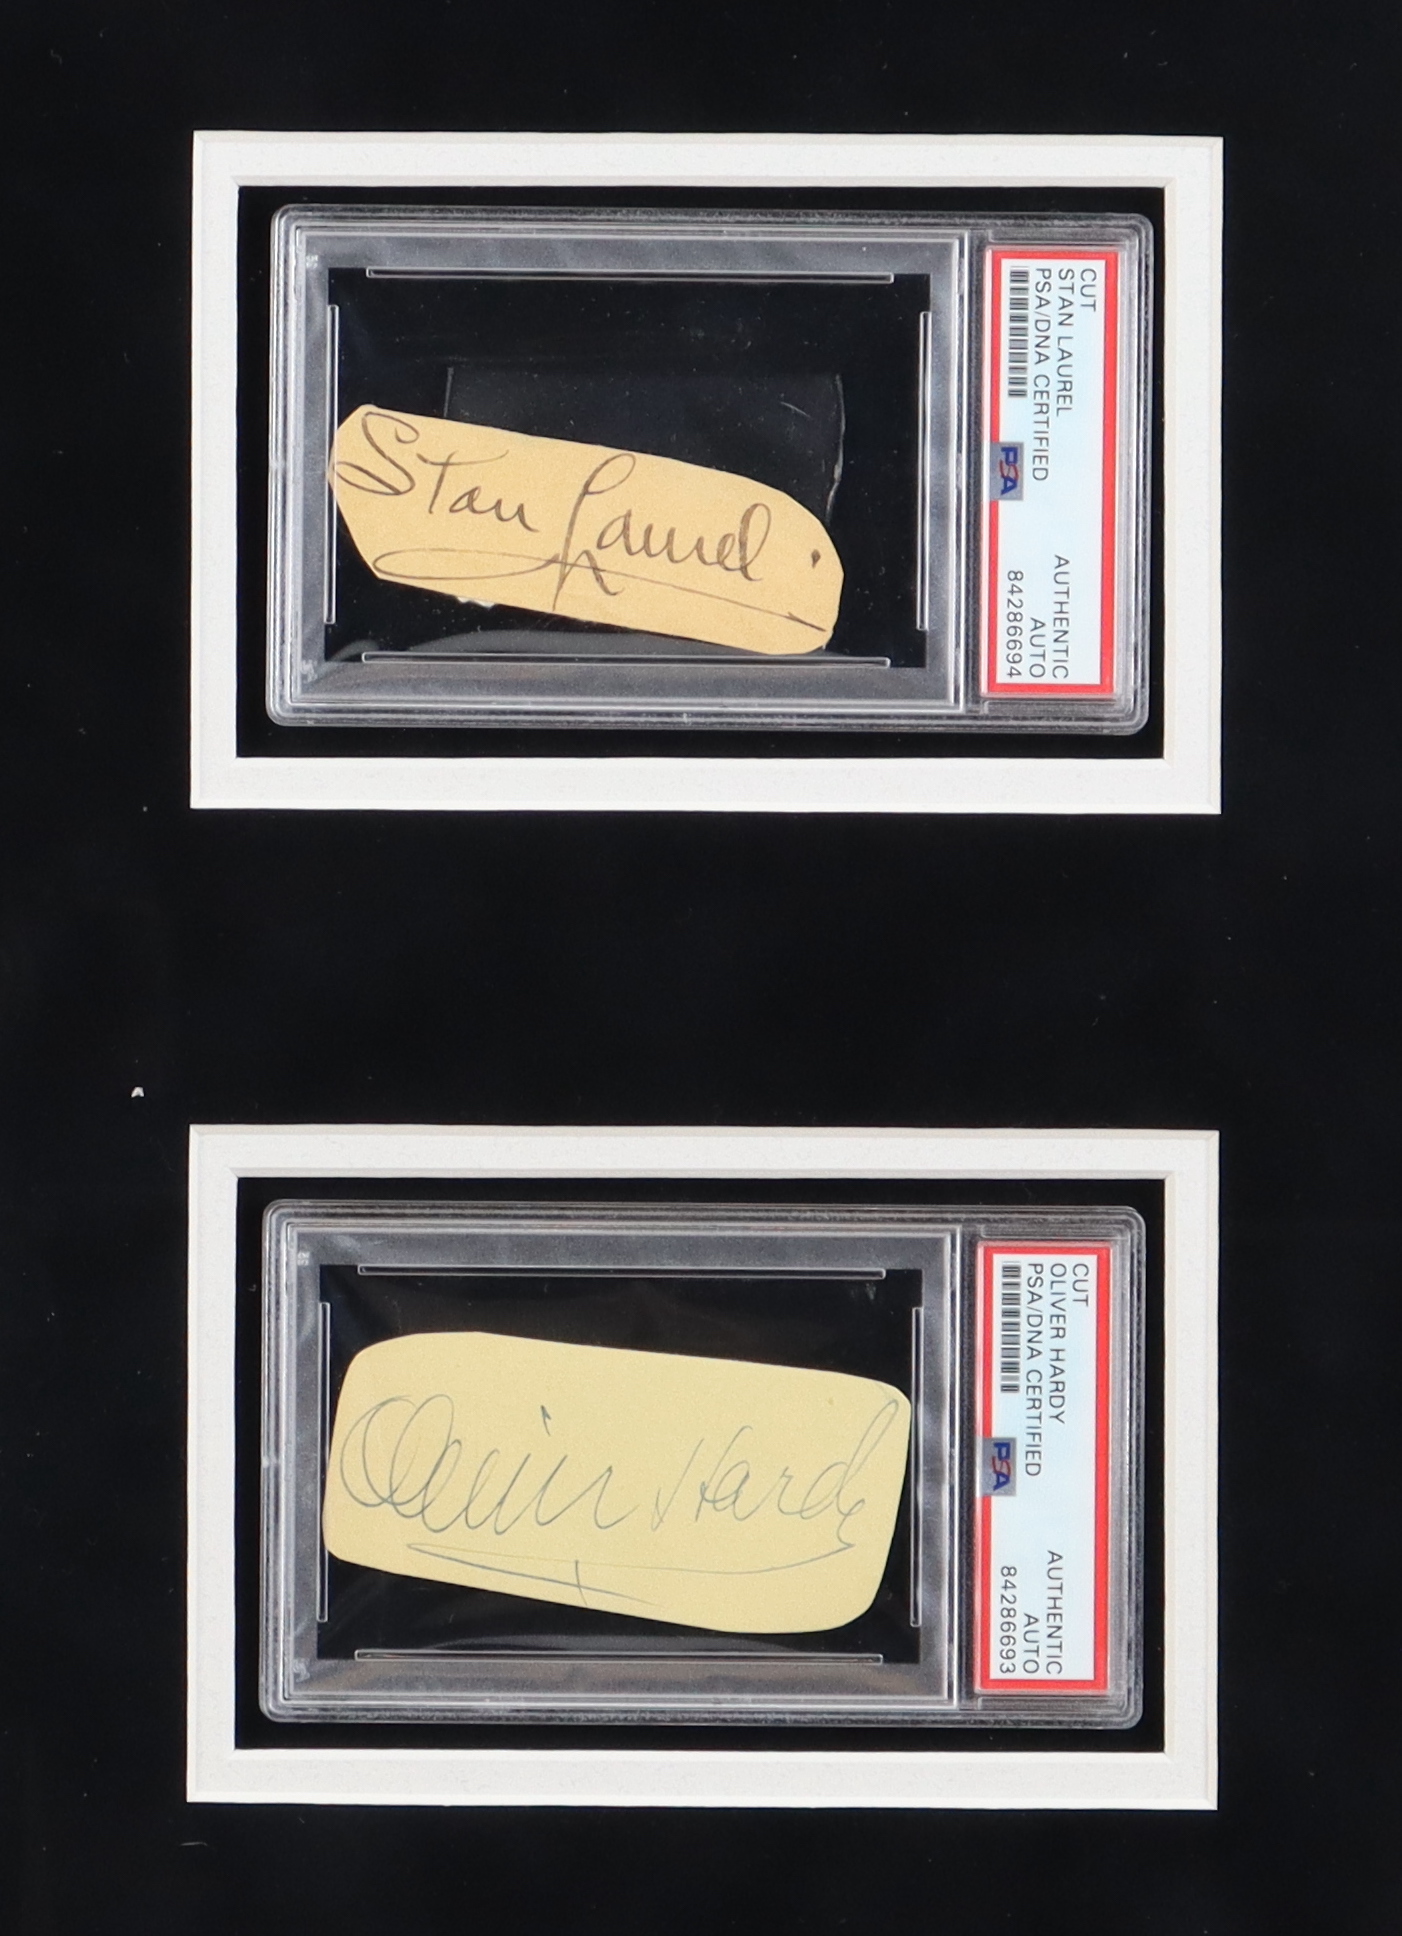 Stan Laurel
CUT
STAN LAUREL
PSA/DNA CERTIFIED
PSA
AUTHENTIC
AUTO
84286694
Oliver Hardy
CUT
OLIVER HARDY
PSA/DNA CERTIFIED
PSA
AUTHENTIC
AUTO
84286693